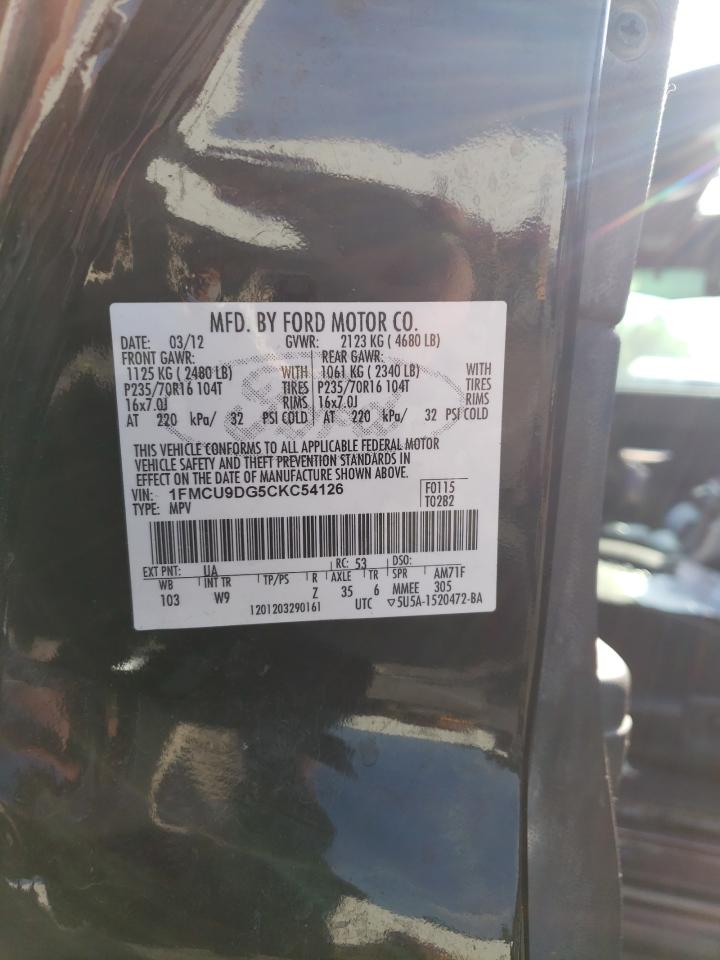 MFD. BY FORD MOTOR CO.
DATE: 03/12 GVWR: 2123 KG ( 4680 LB)
FRONT GAWR: REAR GAWR:
1125 KG ( 2480 LB) WITH 1061 KG ( 2340 LB) WITH
P235/70R16 104T TIRES P235/70R16 104T TIRES
16x7.0J RIMS 16x7.0J RIMS
AT 220 kPa/ 32 PSI COLD AT 220 kPa/ 32 PSI COLD
THIS VEHICLE CONFORMS TO ALL APPLICABLE FEDERAL MOTOR
VEHICLE SAFETY AND THEFT PREVENTION STANDARDS IN
EFFECT ON THE DATE OF MANUFACTURE SHOWN ABOVE.
VIN: 1FMCU9DG5CKC54126 F0115
TYPE: MPV T0282
EXT PNT: UA RC: 53 DSO:
WB INT TR TP/PS R AXLE TR SPR AM71F
103 W9 Z 35 6 MMEE 305
1201203290161 UTC ▽5U5A-1520472-BA